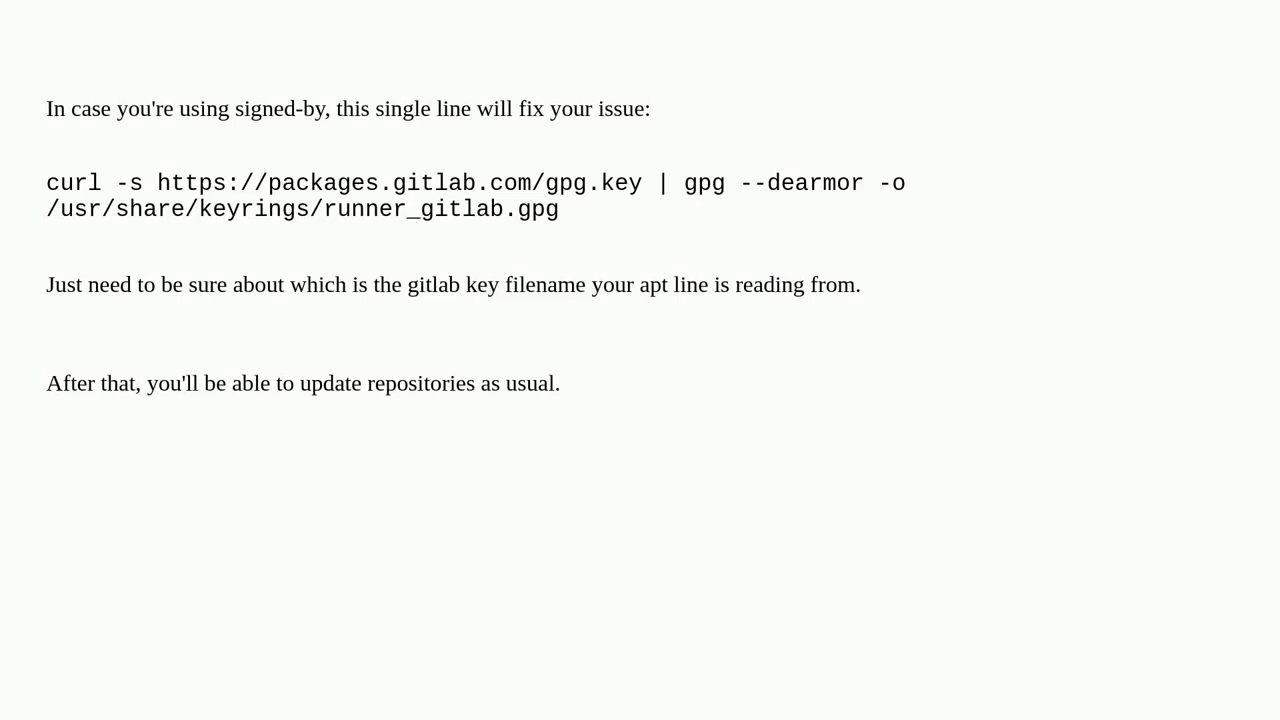 In case you're using signed-by, this single line will fix your issue:
curl -s https://packages.gitlab.com/gpg.key | gpg --dearmor -o
/usr/share/keyrings/runner_gitlab.gpg
Just need to be sure about which is the gitlab key filename your apt line is reading from.
After that, you'll be able to update repositories as usual.